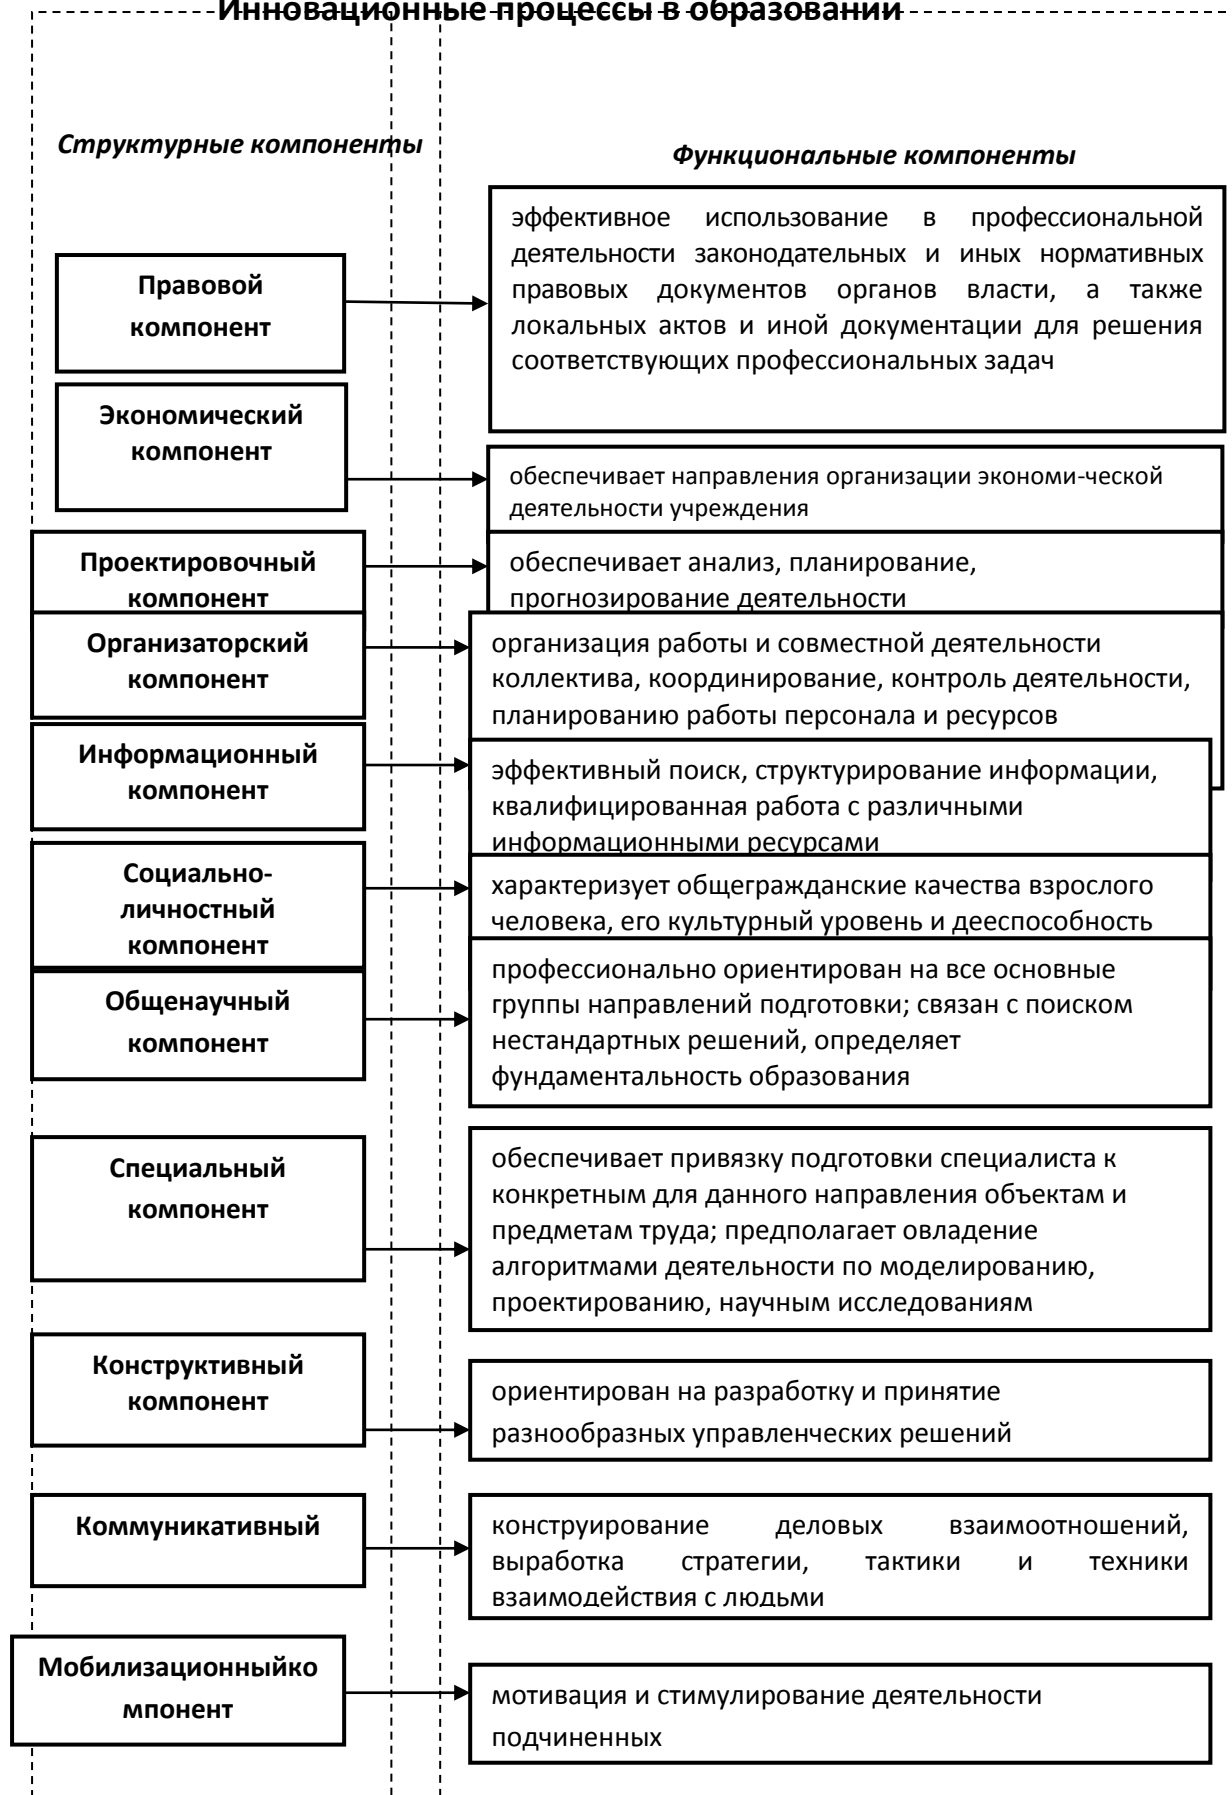 Инновационные процессы в образовании
Структурные компоненты
Функциональные компоненты
Правовой
компонент
эффективное использование в профессиональной
деятельности законодательных и иных нормативных
правовых документов органов власти, а также
локальных актов и иной документации для решения
соответствующих профессиональных задач
Экономический
компонент
обеспечивает направления организации экономи-ческой
деятельности учреждения
Проектировочный
компонент
обеспечивает анализ, планирование,
прогнозирование деятельности
Организаторский
компонент
организация работы и совместной деятельности
коллектива, координирование, контроль деятельности,
планированию работы персонала и ресурсов
Информационный
компонент
эффективный поиск, структурирование информации,
квалифицированная работа с различными
информационными ресурсами
Социально-
личностный
компонент
характеризует общегражданские качества взрослого
человека, его культурный уровень и дееспособность
Общенаучный
компонент
профессионально ориентирован на все основные
группы направлений подготовки; связан с поиском
нестандартных решений, определяет
фундаментальность образования
Специальный
компонент
обеспечивает привязку подготовки специалиста к
конкретным для данного направления объектам и
предметам труда; предполагает овладение
алгоритмами деятельности по моделированию,
проектированию, научным исследованиям
Конструктивный
компонент
ориентирован на разработку и принятие
разнообразных управленческих решений
Коммуникативный
конструирование деловых взаимоотношений,
выработка стратегии, тактики и техники
взаимодействия с людьми
Мобилизационныйко
мпонент
мотивация и стимулирование деятельности
подчиненных